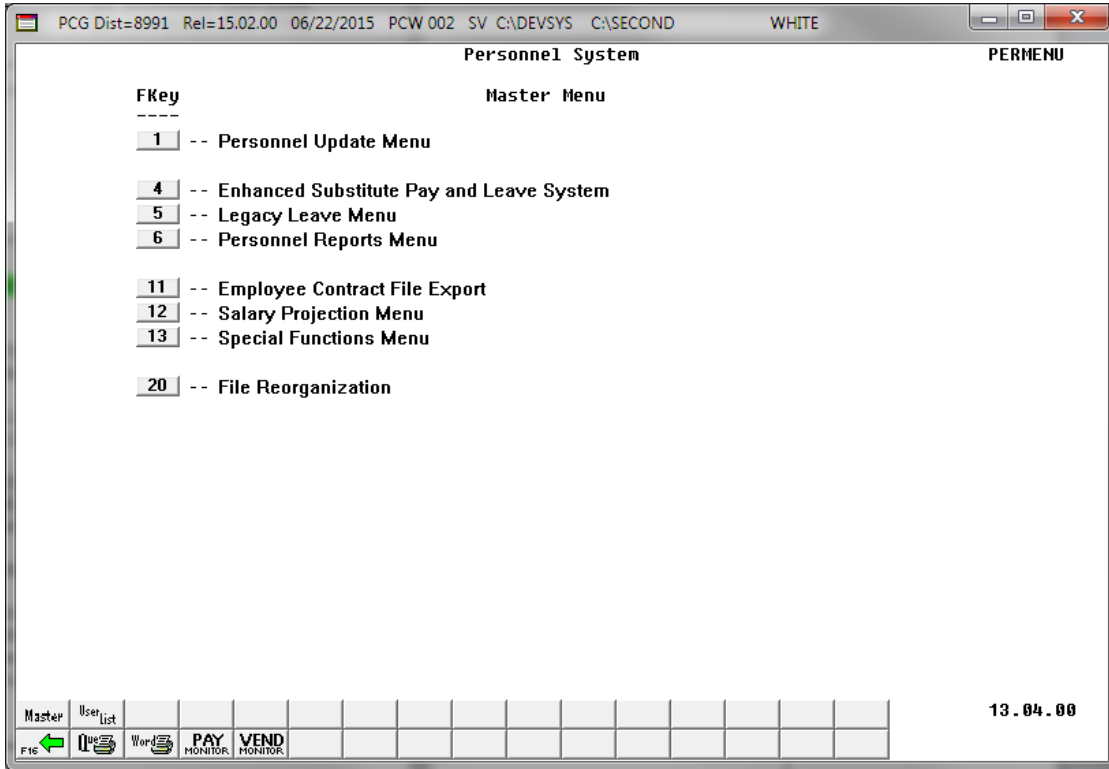 PCG Dist=8991 Rel=15.02.00 06/22/2015 PCW 002 SV C:\DEVSYS C:\SECOND WHITE
Personnel System PERMENU
FKey Master Menu
----
1 -- Personnel Update Menu
4 -- Enhanced Substitute Pay and Leave System
5 -- Legacy Leave Menu
6 -- Personnel Reports Menu
11 -- Employee Contract File Export
12 -- Salary Projection Menu
13 -- Special Functions Menu
20 -- File Reorganization
Master User List 13.04.00
F16 Que Word PAY MONITOR VEND MONITOR